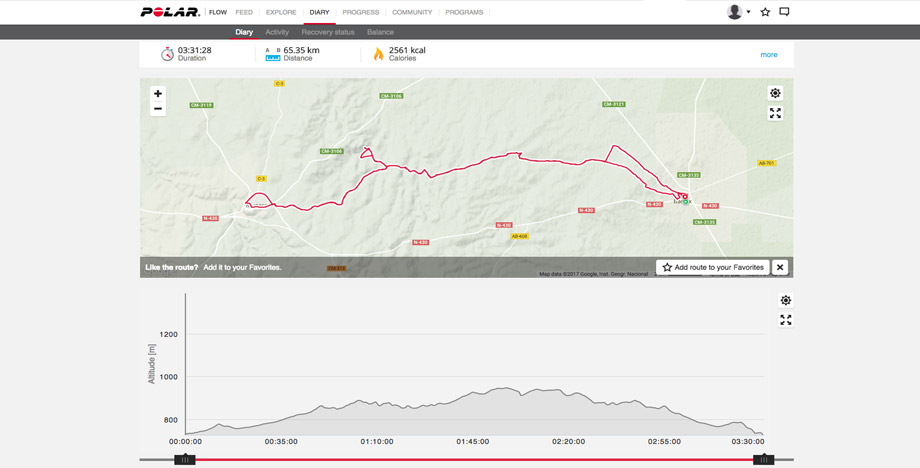 POLAR. FLOW FEED EXPLORE DIARY PROGRESS COMMUNITY PROGRAMS
Diary Activity Recovery status Balance
03:31:28
Duration
A B
65.35 km
Distance
2561 kcal
Calories
more
+
−
C-3
CM-3119
CM-3106
CM-3121
CM-3106
AB-701
C-3
CM-3135
N-430
N-430
N-430
N-430
N-430
CM-3135
N-430
AB-608
Like the route? Add it to your Favorites.
Add route to your Favorites
Map data ©2017 Google, Inst. Geogr. Nacional
Altitude [m]
1200
1000
800
00:00:00 00:35:00 01:10:00 01:45:00 02:20:00 02:55:00 03:30:00